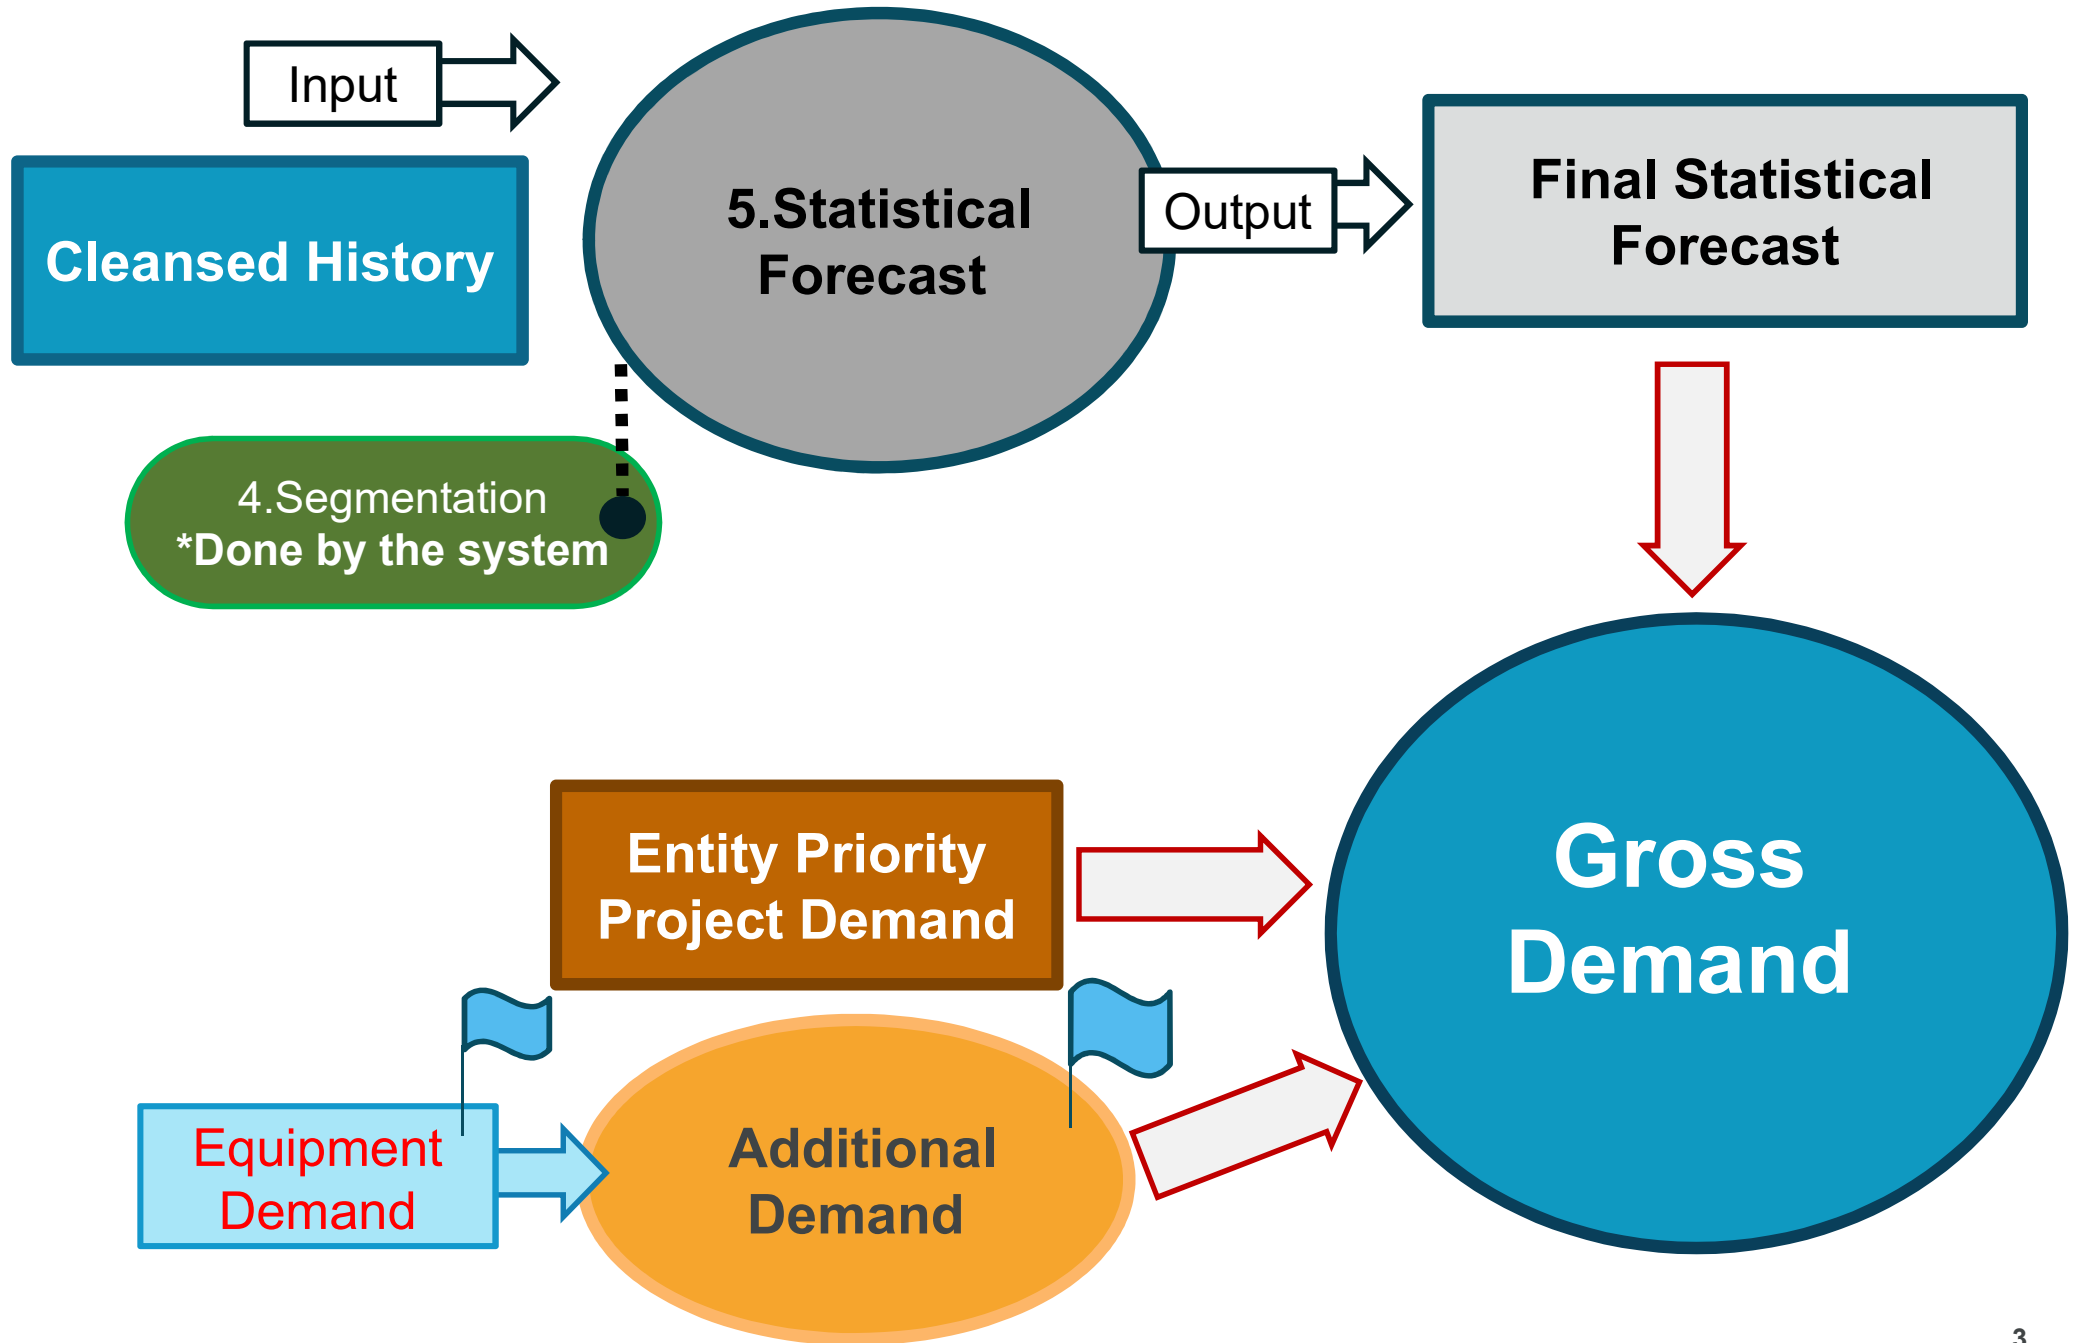 Input
Cleansed History
5.Statistical
Forecast
Output
Final Statistical
Forecast
4.Segmentation
*Done by the system
Entity Priority
Project Demand
Gross
Demand
Equipment
Demand
Additional
Demand
3